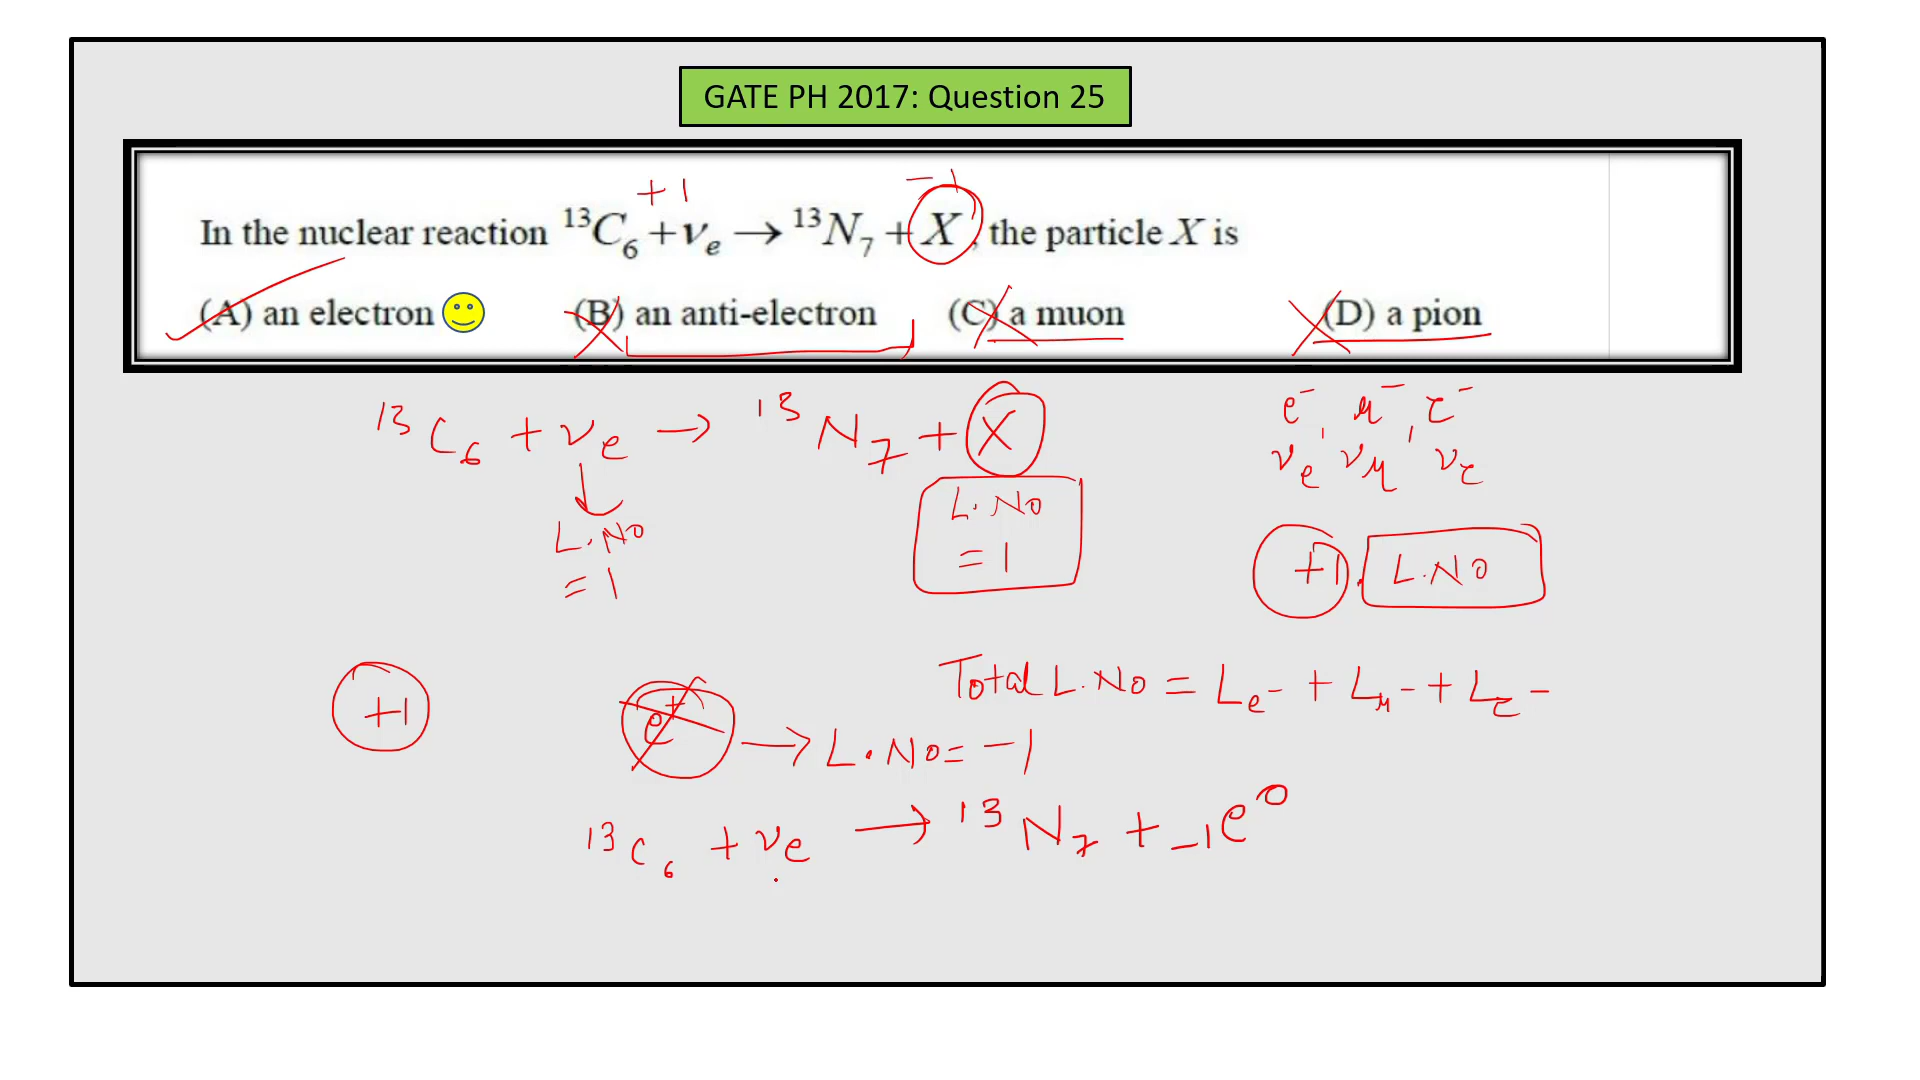 GATE PH 2017: Question 25
+1 −1
In the nuclear reaction ¹³C₆ + νₑ → ¹³N₇ + X, the particle X is
(A) an electron (B) an anti-electron (C) a muon (D) a pion
¹³C₆ + νₑ → ¹³N₇ + X
e⁻, μ⁻, τ⁻
νₑ νμ ντ
L.No = 1
L.No = 1
+1. L.No
Total L.No = Lₑ- + Lμ- + Lτ-
+1
e⁺ → L.No = −1
¹³C₆ + νₑ → ¹³N₇ + ₋₁e⁰